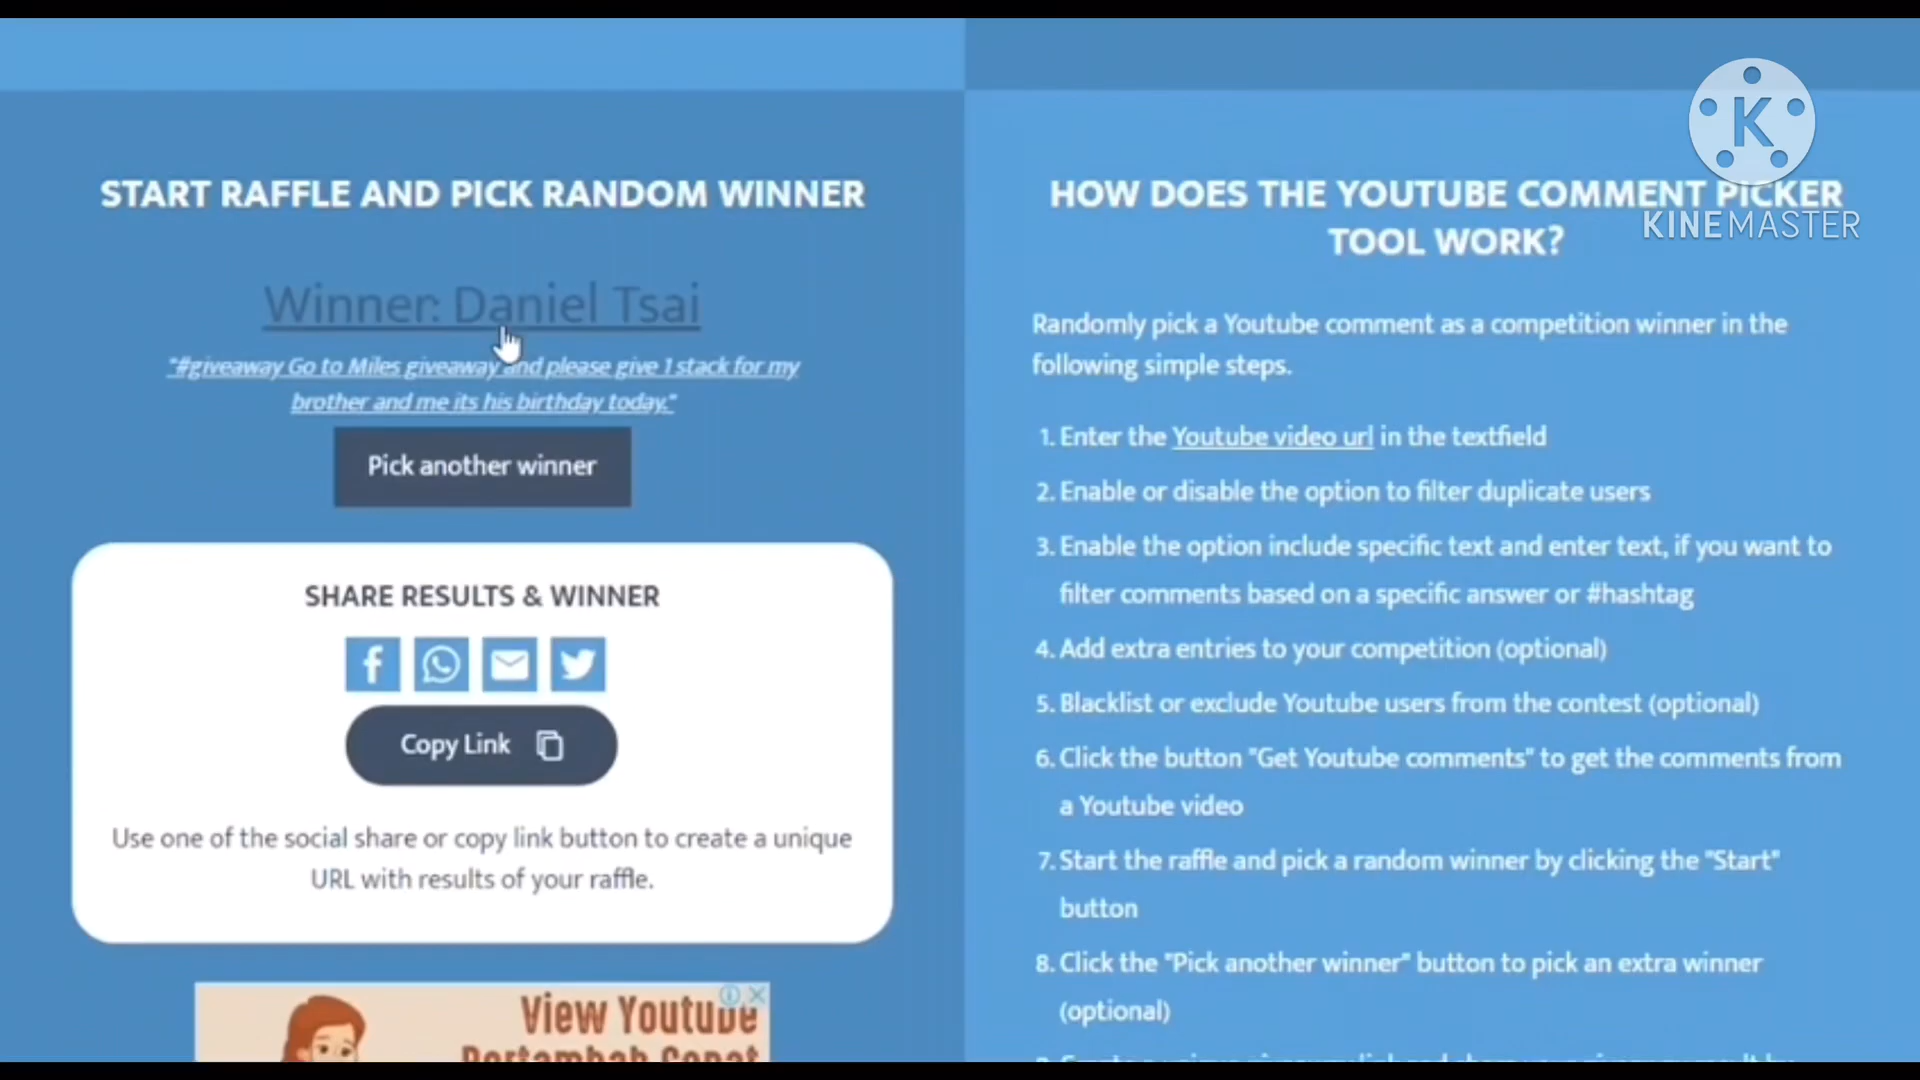 START RAFFLE AND PICK RANDOM WINNER
Winner: Daniel Tsai
"#giveaway Go to Miles giveaway and please give 1 stack for my
brother and me its his birthday today."
Pick another winner
SHARE RESULTS & WINNER
Copy Link
Use one of the social share or copy link button to create a unique
URL with results of your raffle.
View Youtube
Bertambah Cepat
K
KINEMASTER
HOW DOES THE YOUTUBE COMMENT PICKER
TOOL WORK?
Randomly pick a Youtube comment as a competition winner in the
following simple steps.
1. Enter the Youtube video url in the textfield
2. Enable or disable the option to filter duplicate users
3. Enable the option include specific text and enter text, if you want to
filter comments based on a specific answer or #hashtag
4. Add extra entries to your competition (optional)
5. Blacklist or exclude Youtube users from the contest (optional)
6. Click the button "Get Youtube comments" to get the comments from
a Youtube video
7. Start the raffle and pick a random winner by clicking the "Start"
button
8. Click the "Pick another winner" button to pick an extra winner
(optional)